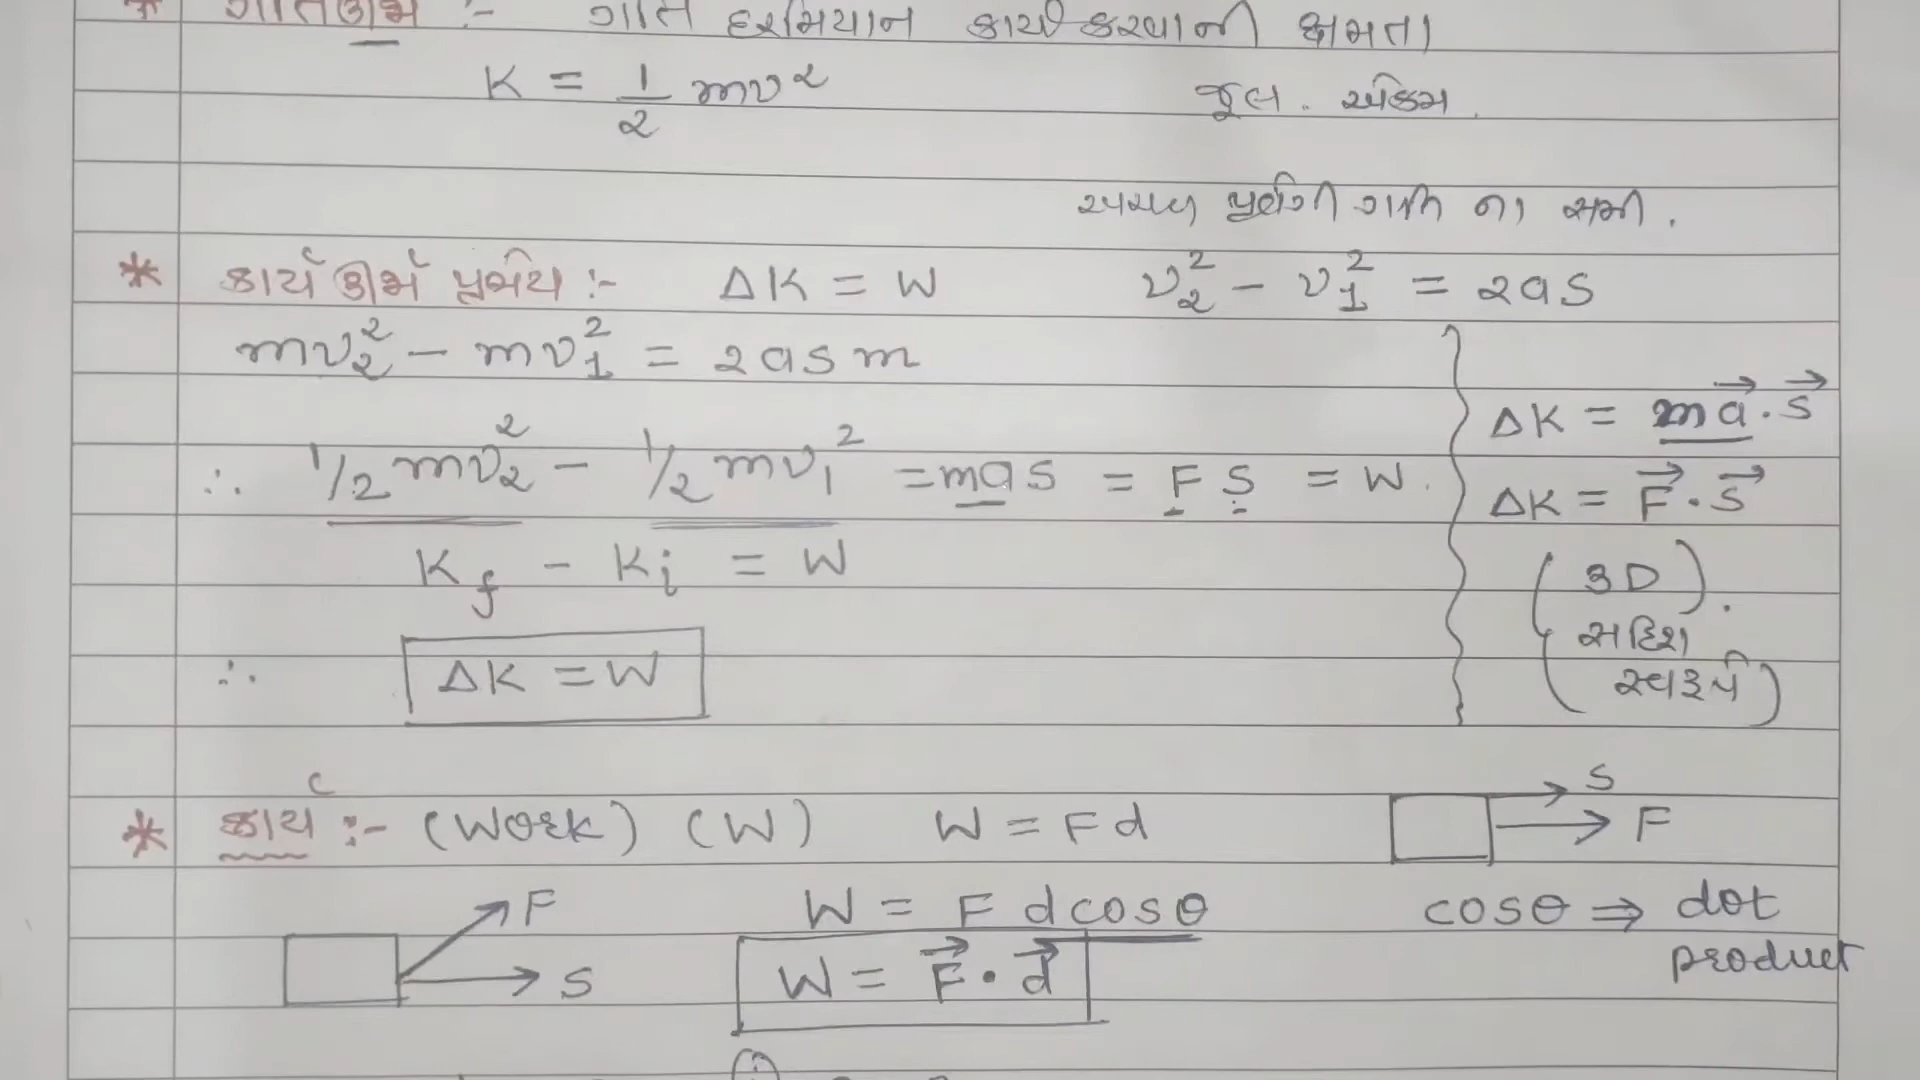 * ગતિઊર્જા :- ગતિ દરમિયાન કાર્ય કરવાની ક્ષમતા
K = 1/2 mv² જૂલ. એકમ.
અચળ પ્રવેગી ગતિ ના સમી.
* કાર્ય ઊર્જા પ્રમેય :- ΔK = W v₂² - v₁² = 2as
mv₂² - mv₁² = 2asm
∴ 1/2 mv₂² - 1/2 mv₁² = mas = F S = W.
ΔK = ma⃗ · s⃗
ΔK = F⃗ · s⃗
(3D).
(સદિશ
સ્વરૂપ)
K_f - K_i = W
∴ ΔK = W
* કાર્ય :- (Work) (W) W = Fd
S
F
F
S
W = F d cosθ cosθ ⇒ dot product
W = F⃗ · d⃗